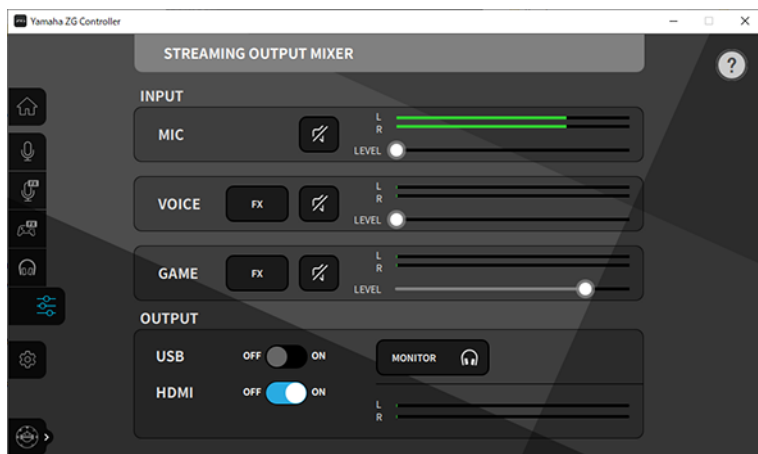 Yamaha ZG Controller
STREAMING OUTPUT MIXER
?
INPUT
MIC
L
R
LEVEL
VOICE FX
L
R
LEVEL
GAME FX
L
R
LEVEL
OUTPUT
USB OFF ON MONITOR
HDMI OFF ON
L
R